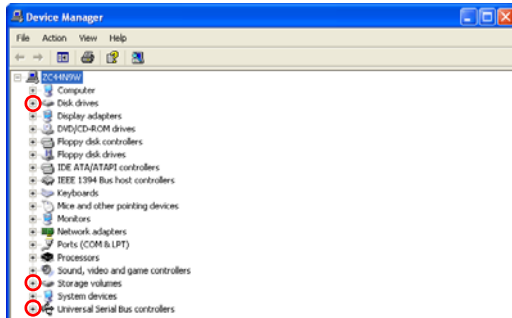 Device Manager
File Action View Help
ZC44N9W
Computer
Disk drives
Display adapters
DVD/CD-ROM drives
Floppy disk controllers
Floppy disk drives
IDE ATA/ATAPI controllers
IEEE 1394 Bus host controllers
Keyboards
Mice and other pointing devices
Monitors
Network adapters
Ports (COM & LPT)
Processors
Sound, video and game controllers
Storage volumes
System devices
Universal Serial Bus controllers